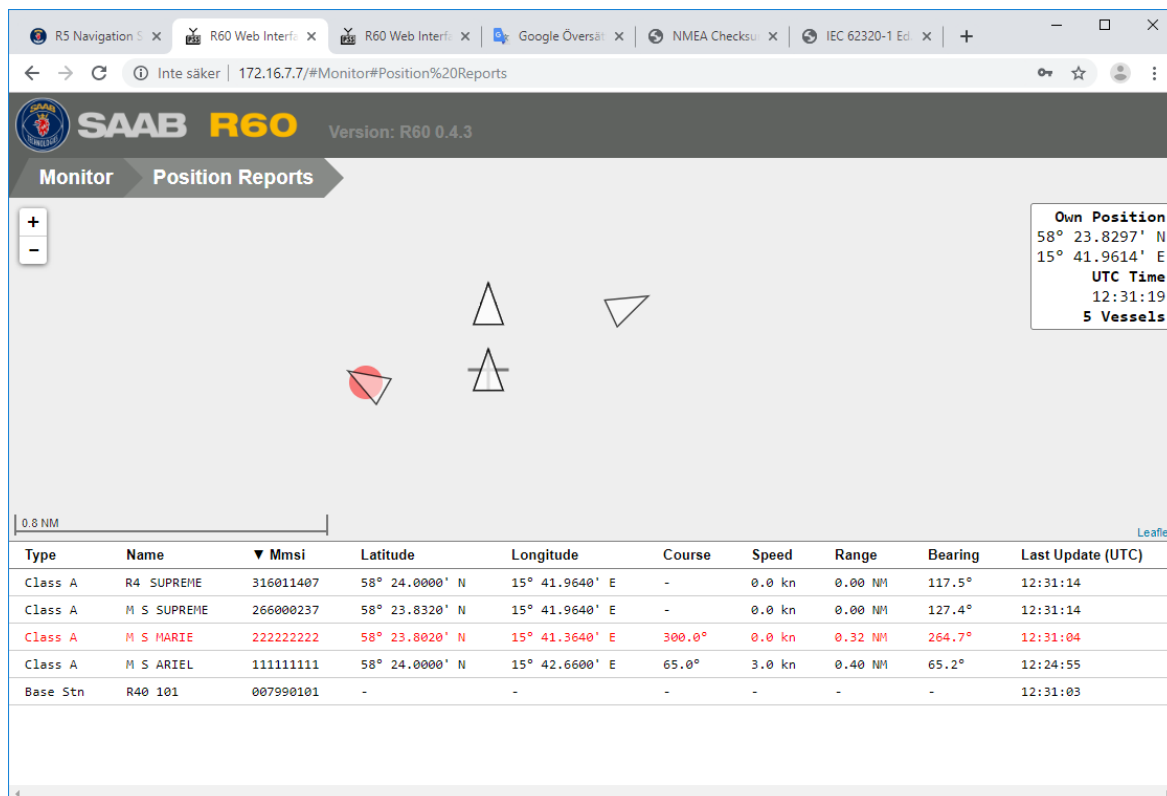 R5 Navigation S
R60 Web Interfa
R60 Web Interfa
Google Översät
NMEA Checksu
IEC 62320-1 Ed.
Inte säker | 172.16.7.7/#Monitor#Position%20Reports
SAAB R60 Version: R60 0.4.3
Monitor Position Reports
+
−
Own Position
58° 23.8297' N
15° 41.9614' E
UTC Time
12:31:19
5 Vessels
0.8 NM
Leafle
Type Name ▼ Mmsi Latitude Longitude Course Speed Range Bearing Last Update (UTC)
Class A R4 SUPREME 316011407 58° 24.0000' N 15° 41.9640' E - 0.0 kn 0.00 NM 117.5° 12:31:14
Class A M S SUPREME 266000237 58° 23.8320' N 15° 41.9640' E - 0.0 kn 0.00 NM 127.4° 12:31:14
Class A M S MARIE 222222222 58° 23.8020' N 15° 41.3640' E 300.0° 0.0 kn 0.32 NM 264.7° 12:31:04
Class A M S ARIEL 111111111 58° 24.0000' N 15° 42.6600' E 65.0° 3.0 kn 0.40 NM 65.2° 12:24:55
Base Stn R40 101 007990101 - - - - - - 12:31:03